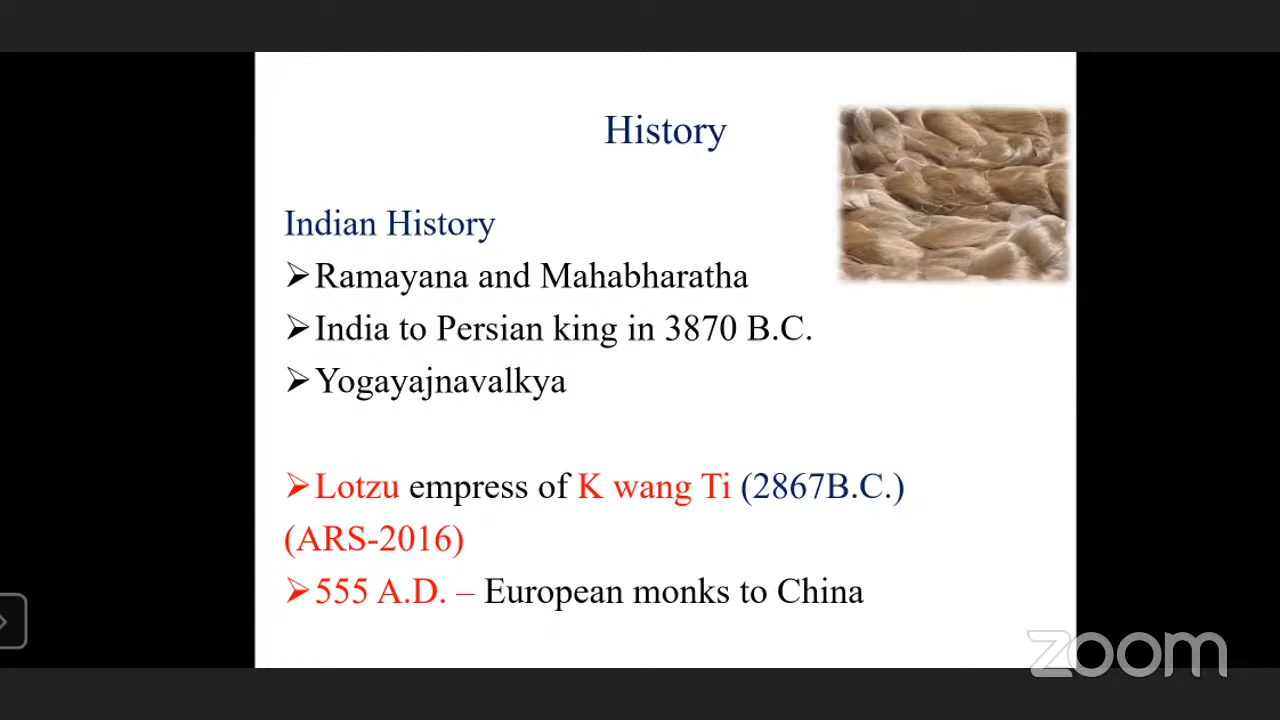 History
Indian History
➢Ramayana and Mahabharatha
➢India to Persian king in 3870 B.C.
➢Yogayajnavalkya
➢Lotzu empress of K wang Ti (2867B.C.)
(ARS-2016)
➢555 A.D. – European monks to China
zoom